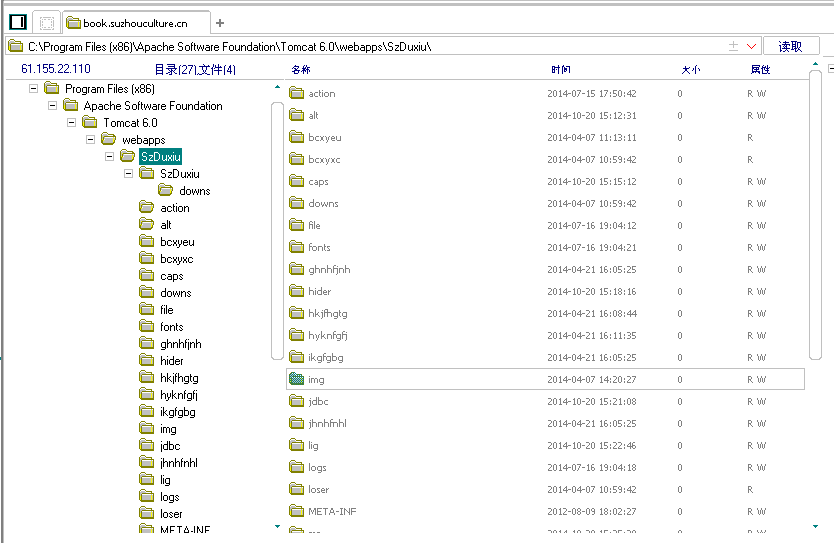 book.suzhouculture.cn
C:\Program Files (x86)\Apache Software Foundation\Tomcat 6.0\webapps\SzDuxiu\ 读取
61.155.22.110 目录(27),文件(4)
Program Files (x86)
Apache Software Foundation
Tomcat 6.0
webapps
SzDuxiu
SzDuxiu
downs
action
alt
bcxyeu
bcxyxc
caps
downs
file
fonts
ghnhfjnh
hider
hkjfhgtg
hyknfgfj
ikgfgbg
img
jdbc
jhnhfnhl
lig
logs
loser
META-INF
名称 时间 大小 属性
action 2014-07-15 17:50:42 0 R W
alt 2014-10-20 15:12:31 0 R W
bcxyeu 2014-04-07 11:13:11 0 R
bcxyxc 2014-04-07 10:59:42 0 R
caps 2014-10-20 15:15:12 0 R W
downs 2014-04-07 10:59:42 0 R
file 2014-07-16 19:04:12 0 R W
fonts 2014-07-16 19:04:21 0 R W
ghnhfjnh 2014-04-21 16:05:25 0 R W
hider 2014-10-20 15:18:16 0 R W
hkjfhgtg 2014-04-21 16:08:44 0 R W
hyknfgfj 2014-04-21 16:11:35 0 R W
ikgfgbg 2014-04-21 16:05:25 0 R W
img 2014-04-07 14:20:27 0 R W
jdbc 2014-10-20 15:21:08 0 R W
jhnhfnhl 2014-04-21 16:05:25 0 R W
lig 2014-10-20 15:22:46 0 R W
logs 2014-07-16 19:04:18 0 R W
loser 2014-04-07 10:59:42 0 R
META-INF 2012-08-09 18:02:27 0 R W